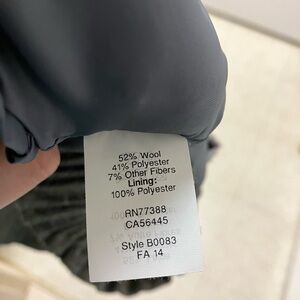 52% Wool
41% Polyester
7% Other Fibers
Lining:
100% Polyester
RN77388
CA56445
Style B0083
FA 14